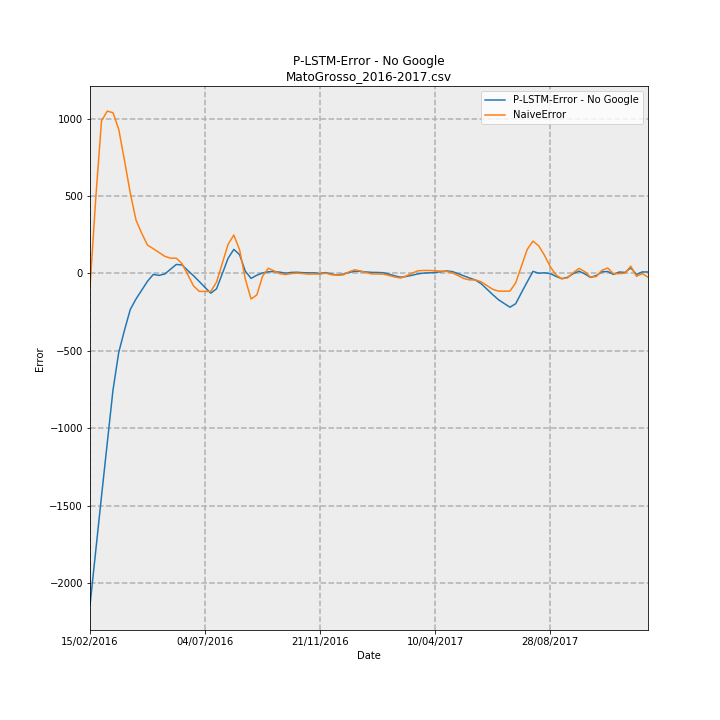 P-LSTM-Error - No Google
MatoGrosso_2016-2017.csv
P-LSTM-Error - No Google
NaiveError
1000
500
0
−500
−1000
−1500
−2000
Error
15/02/2016
04/07/2016
21/11/2016
10/04/2017
28/08/2017
Date